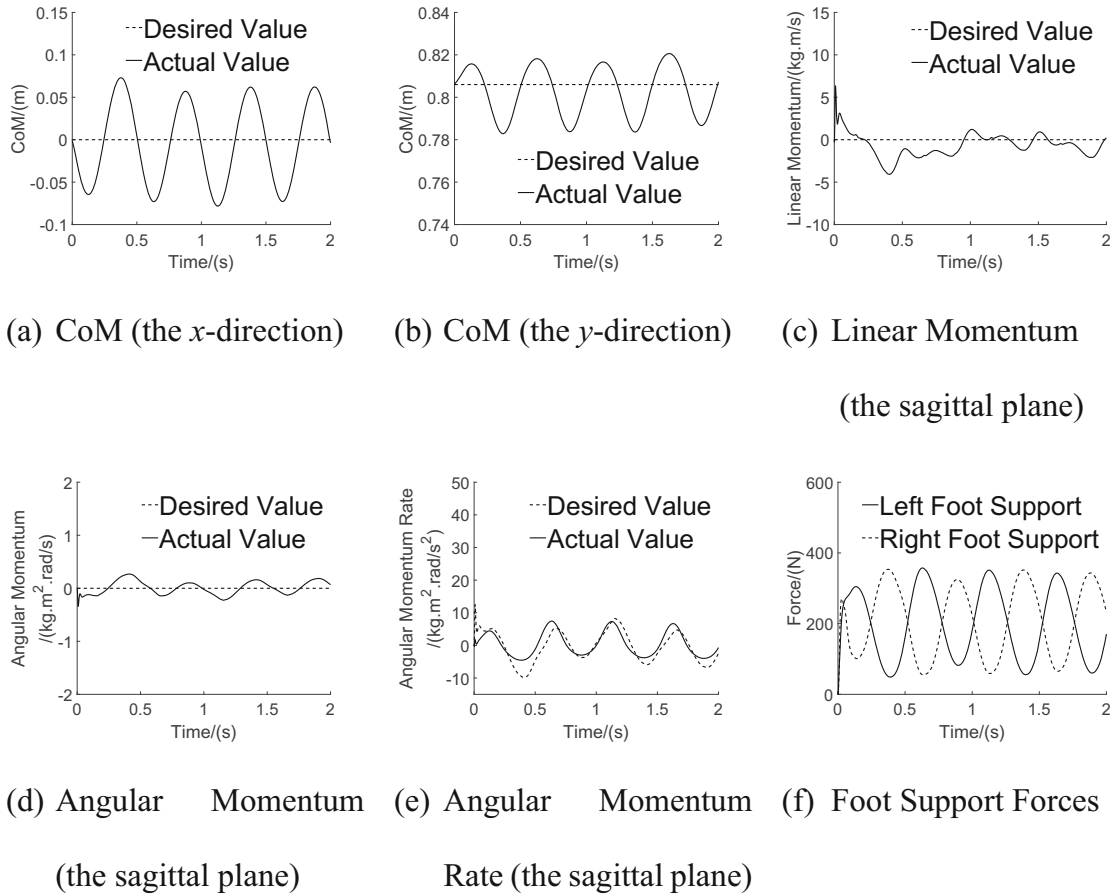 0.15
0.1
0.05
0
-0.05
-0.1
CoM/(m)
Desired Value
Actual Value
0 0.5 1 1.5 2
Time/(s)
0.84
0.82
0.8
0.78
0.76
0.74
CoM/(m)
Desired Value
Actual Value
0 0.5 1 1.5 2
Time/(s)
15
10
5
0
-5
-10
Linear Momentum/(kg.m/s)
Desired Value
Actual Value
0 0.5 1 1.5 2
Time/(s)
(a) CoM (the x-direction)
(b) CoM (the y-direction)
(c) Linear Momentum
(the sagittal plane)
2
1
0
-1
-2
Angular Momentum
/(kg.m².rad/s)
Desired Value
Actual Value
0 0.5 1 1.5 2
Time/(s)
50
40
30
20
10
0
-10
Angular Momentum Rate
/(kg.m².rad/s²)
Desired Value
Actual Value
0 0.5 1 1.5 2
Time/(s)
600
400
200
0
Force/(N)
Left Foot Support
Right Foot Support
0 0.5 1 1.5 2
Time/(s)
(d) Angular Momentum
(the sagittal plane)
(e) Angular Momentum
Rate (the sagittal plane)
(f) Foot Support Forces